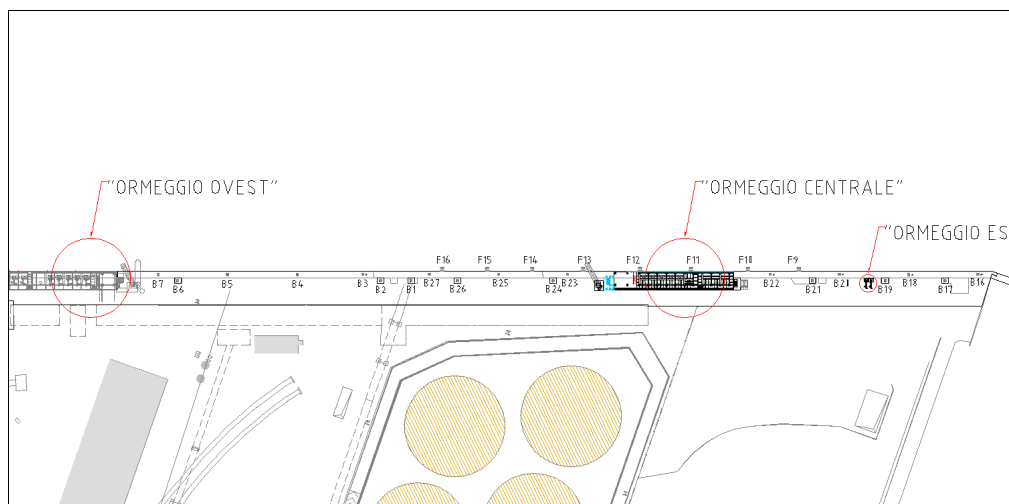 "ORMEGGIO OVEST"
"ORMEGGIO CENTRALE"
"ORMEGGIO ES
F16 F15 F14 F13 F12 F11 F10 F9
B7 B6 B5 B4 B3 B2 B1 B27 B26 B25 B24 B23 B22 B21 B21 B19 B18 B17 B16